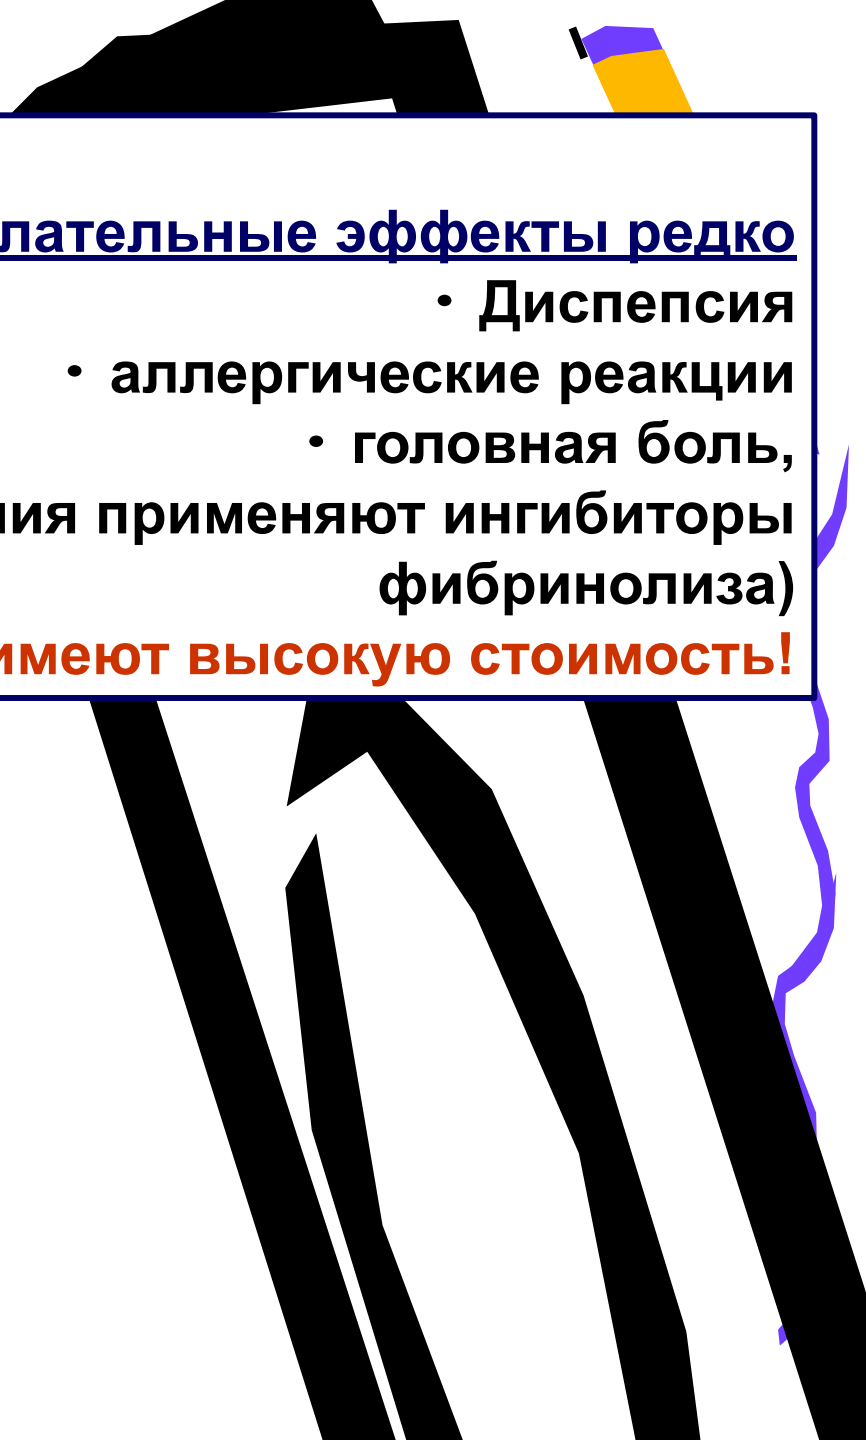 лательные эффекты редко
• Диспепсия
• аллергические реакции
• головная боль,
ния применяют ингибиторы
фибринолиза)
имеют высокую стоимость!